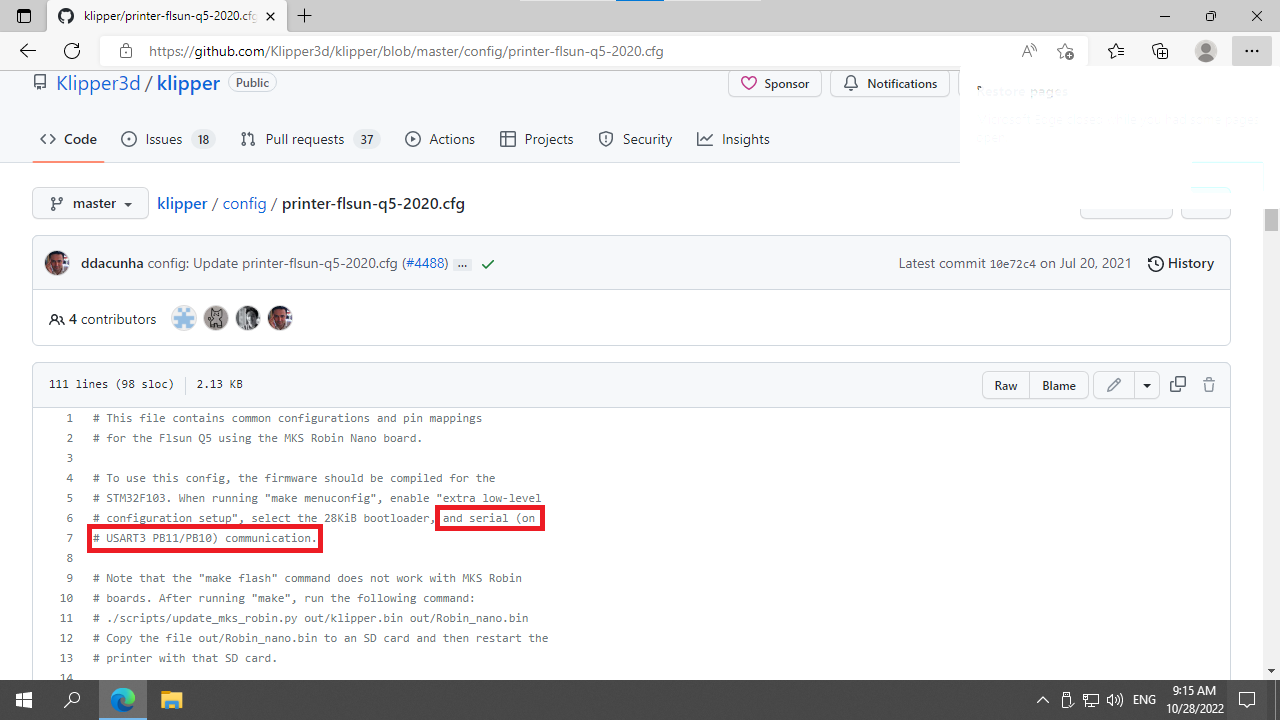 klipper/printer-flsun-q5-2020.cfg
https://github.com/Klipper3d/klipper/blob/master/config/printer-flsun-q5-2020.cfg
Klipper3d / klipper Public
Sponsor Notifications
Restore pages
Code Issues 18 Pull requests 37 Actions Projects Security Insights
master klipper / config / printer-flsun-q5-2020.cfg
ddacunha config: Update printer-flsun-q5-2020.cfg (#4488) ... Latest commit 10e72c4 on Jul 20, 2021 History
4 contributors
111 lines (98 sloc) 2.13 KB Raw Blame
1 # This file contains common configurations and pin mappings
2 # for the Flsun Q5 using the MKS Robin Nano board.
3
4 # To use this config, the firmware should be compiled for the
5 # STM32F103. When running "make menuconfig", enable "extra low-level
6 # configuration setup", select the 28KiB bootloader, and serial (on
7 # USART3 PB11/PB10) communication.
8
9 # Note that the "make flash" command does not work with MKS Robin
10 # boards. After running "make", run the following command:
11 # ./scripts/update_mks_robin.py out/klipper.bin out/Robin_nano.bin
12 # Copy the file out/Robin_nano.bin to an SD card and then restart the
13 # printer with that SD card.
14
ENG 9:15 AM
10/28/2022